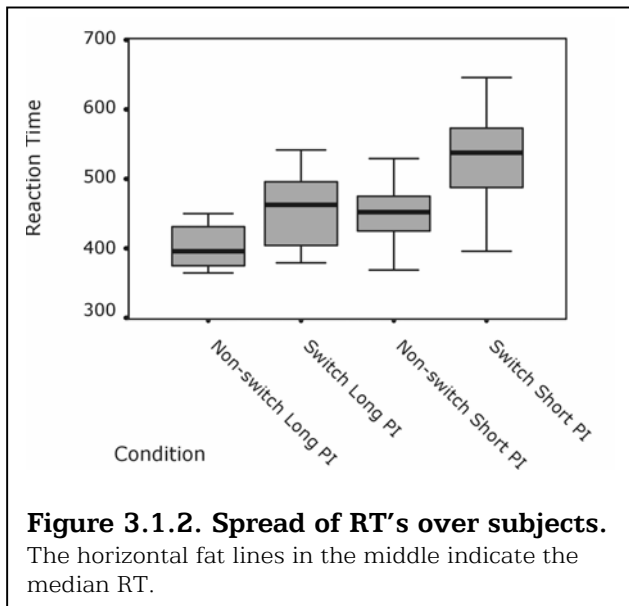 700
600
500
400
300
Reaction Time
Non-switch Long PI
Switch Long PI
Non-switch Short PI
Switch Short PI
Condition
Figure 3.1.2. Spread of RT’s over subjects.
The horizontal fat lines in the middle indicate the
median RT.